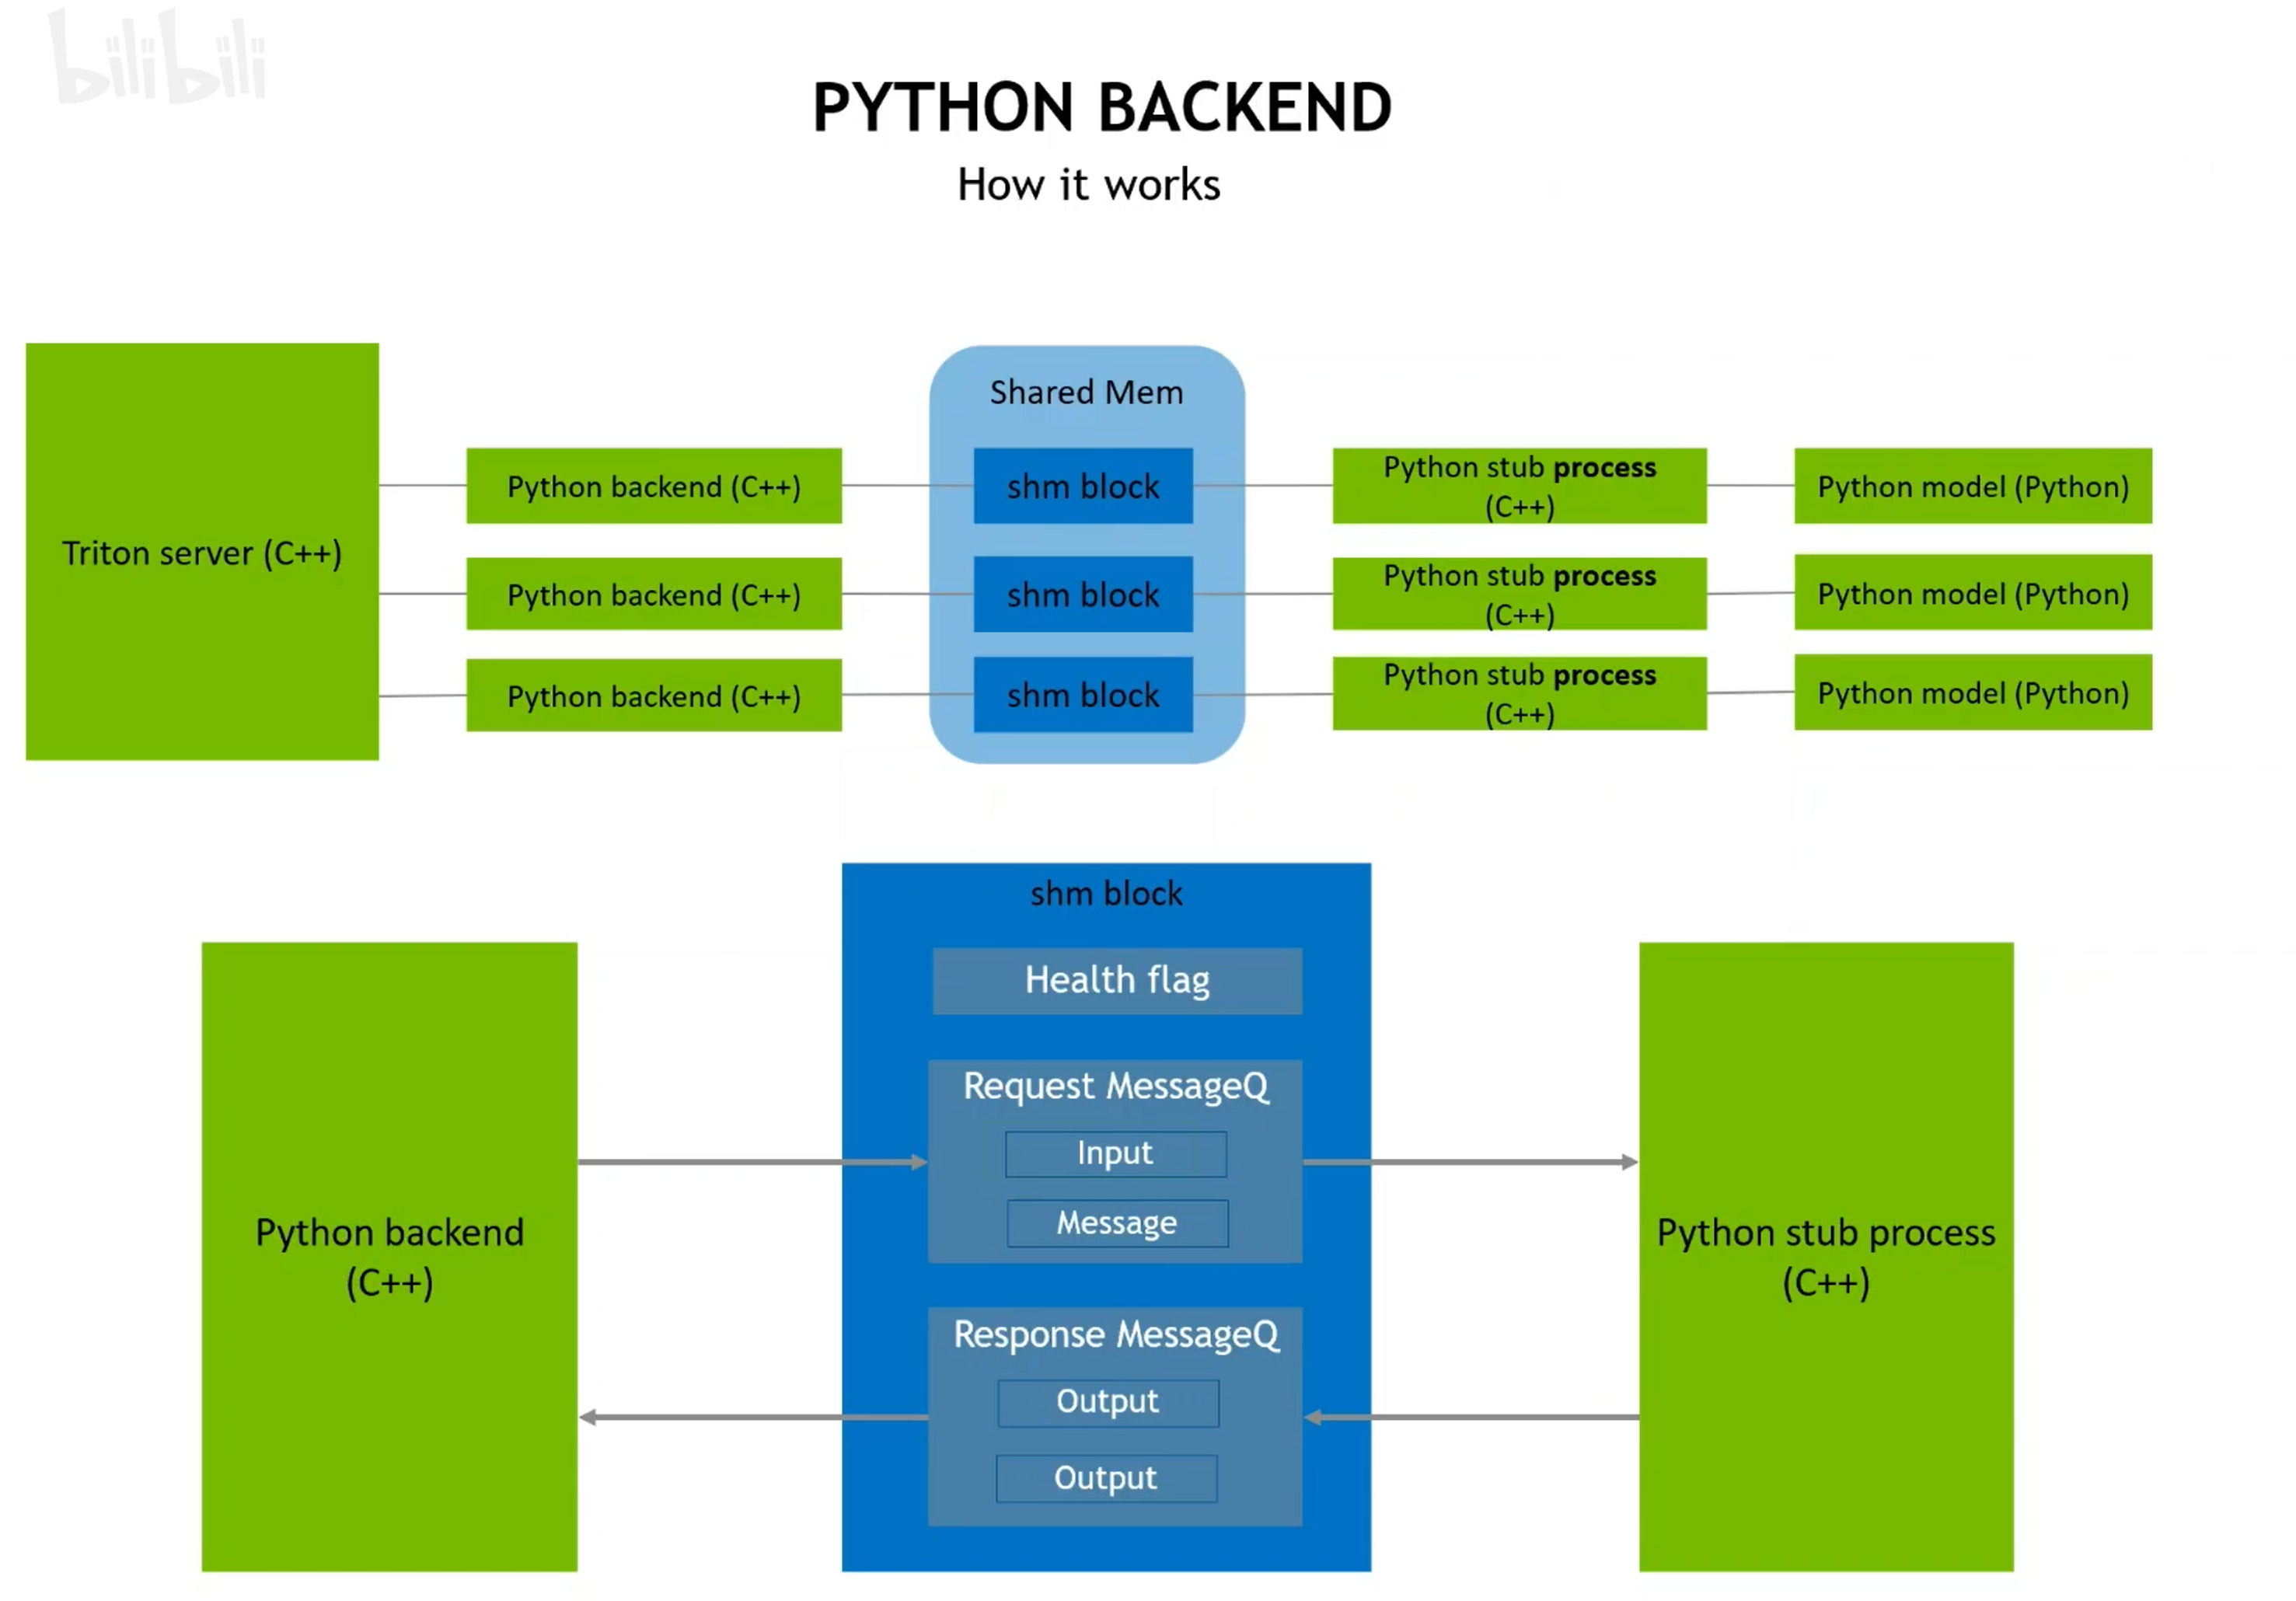 bilibili
PYTHON BACKEND
How it works
Triton server (C++)
Shared Mem
Python backend (C++)
shm block
Python stub process
(C++)
Python model (Python)
Python backend (C++)
shm block
Python stub process
(C++)
Python model (Python)
Python backend (C++)
shm block
Python stub process
(C++)
Python model (Python)
shm block
Health flag
Request MessageQ
Input
Message
Response MessageQ
Output
Output
Python backend
(C++)
Python stub process
(C++)